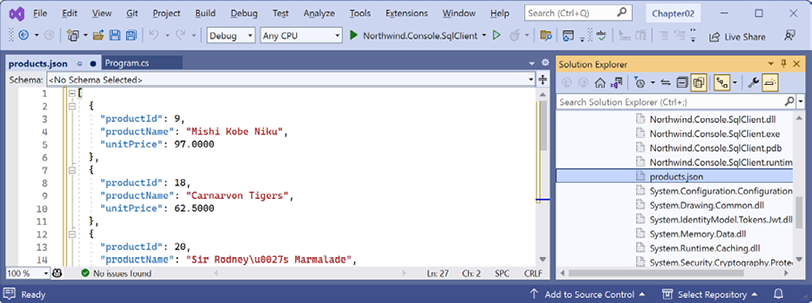 File Edit View Git Project Build Debug Test Analyze Tools Extensions Window Help Search (Ctrl+Q) Chapter02
Debug Any CPU Northwind.Console.SqlClient Live Share
products.json Program.cs
Schema: <No Schema Selected>
1 [
2 {
3 "productId": 9,
4 "productName": "Mishi Kobe Niku",
5 "unitPrice": 97.0000
6 },
7 {
8 "productId": 18,
9 "productName": "Carnarvon Tigers",
10 "unitPrice": 62.5000
11 },
12 {
13 "productId": 20,
14 "productName": "Sir Rodney\u0027s Marmalade",
100 % No issues found Ln: 27 Ch: 2 SPC CRLF
Solution Explorer
Search Solution Explorer (Ctrl+;)
Northwind.Console.SqlClient.dll
Northwind.Console.SqlClient.exe
Northwind.Console.SqlClient.pdb
Northwind.Console.SqlClient.runtim
products.json
System.Configuration.Configuration
System.Drawing.Common.dll
System.IdentityModel.Tokens.Jwt.dll
System.Memory.Data.dll
System.Runtime.Caching.dll
System.Security.Cryptography.Prote
Ready Add to Source Control Select Repository